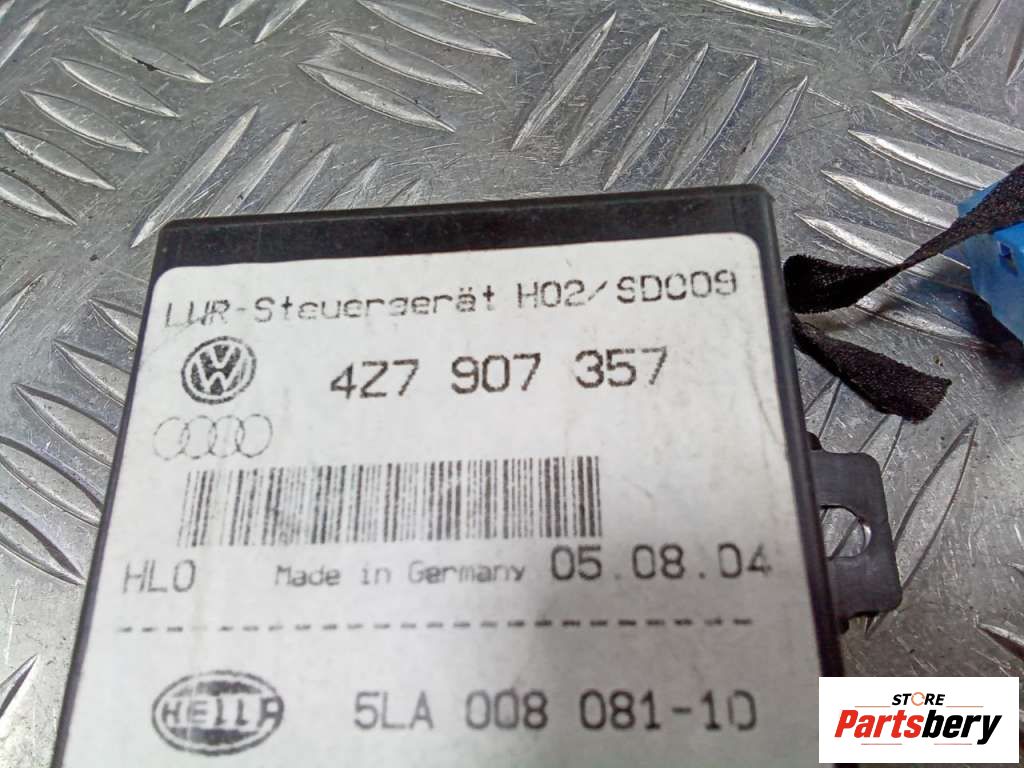 LWR-Steuergerät H02/SD009
4Z7 907 357
HLO Made in Germany 05.08.04
HELLA 5LA 008 081-10
STORE
Partsbery